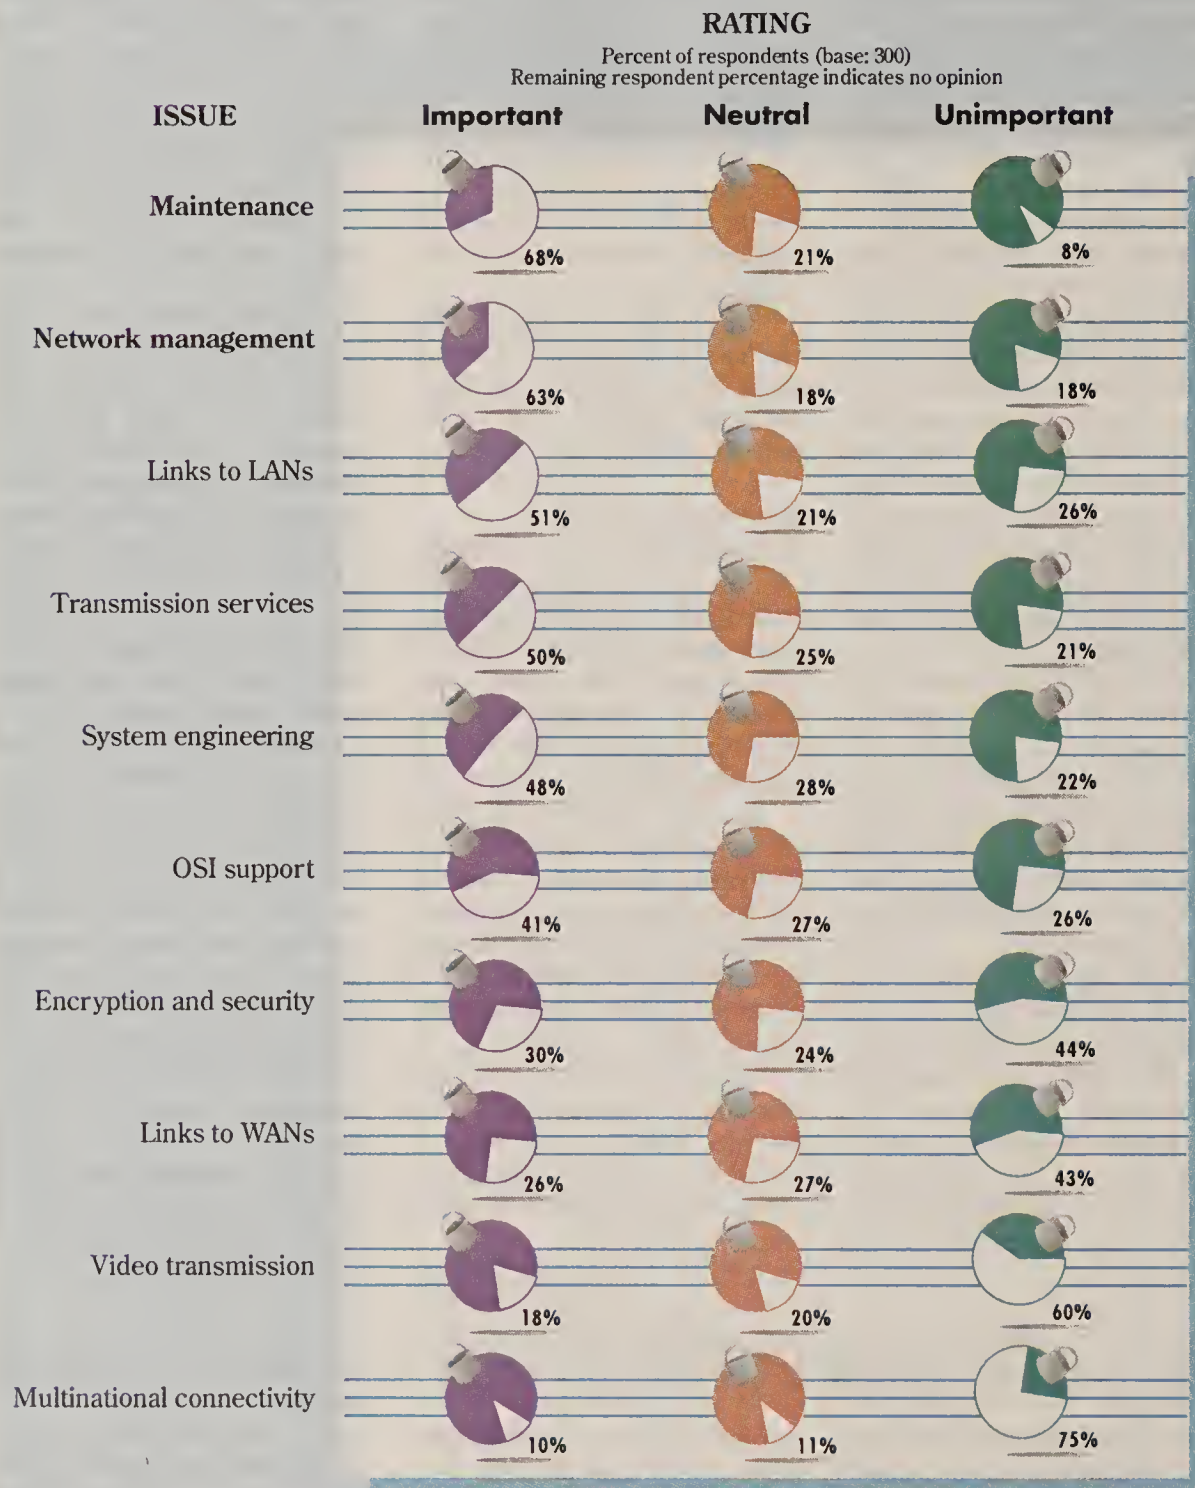 RATING
Percent of respondents (base: 300)
Remaining respondent percentage indicates no opinion
ISSUE Important Neutral Unimportant
Maintenance 68% 21% 8%
Network management 63% 18% 18%
Links to LANs 51% 21% 26%
Transmission services 50% 25% 21%
System engineering 48% 28% 22%
OSI support 41% 27% 26%
Encryption and security 30% 24% 44%
Links to WANs 26% 27% 43%
Video transmission 18% 20% 60%
Multinational connectivity 10% 11% 75%